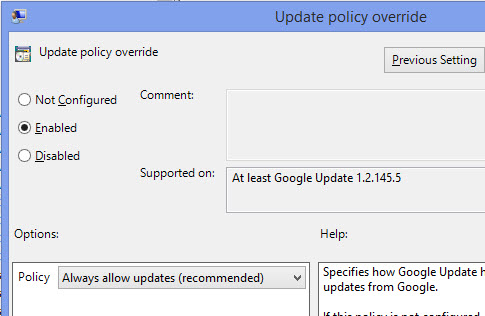 Update policy override
Update policy override
Previous Setting
Not Configured
Comment:
Enabled
Disabled
Supported on:
At least Google Update 1.2.145.5
Options:
Help:
Policy
Always allow updates (recommended)
Specifies how Google Update h
updates from Google.
If this policy is not configured